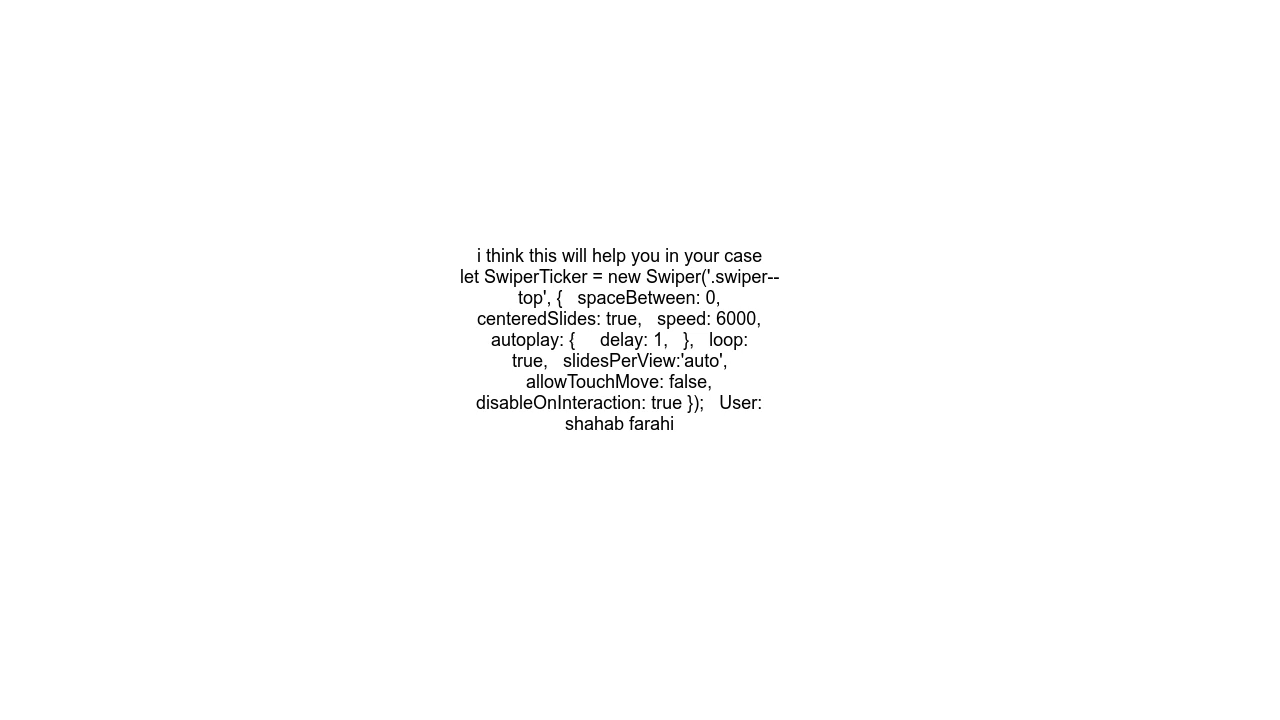 i think this will help you in your case
let SwiperTicker = new Swiper('.swiper--
top', {   spaceBetween: 0,
centeredSlides: true,   speed: 6000,
autoplay: {     delay: 1,   },   loop:
true,   slidesPerView:'auto',
allowTouchMove: false,
disableOnInteraction: true });   User:
shahab farahi